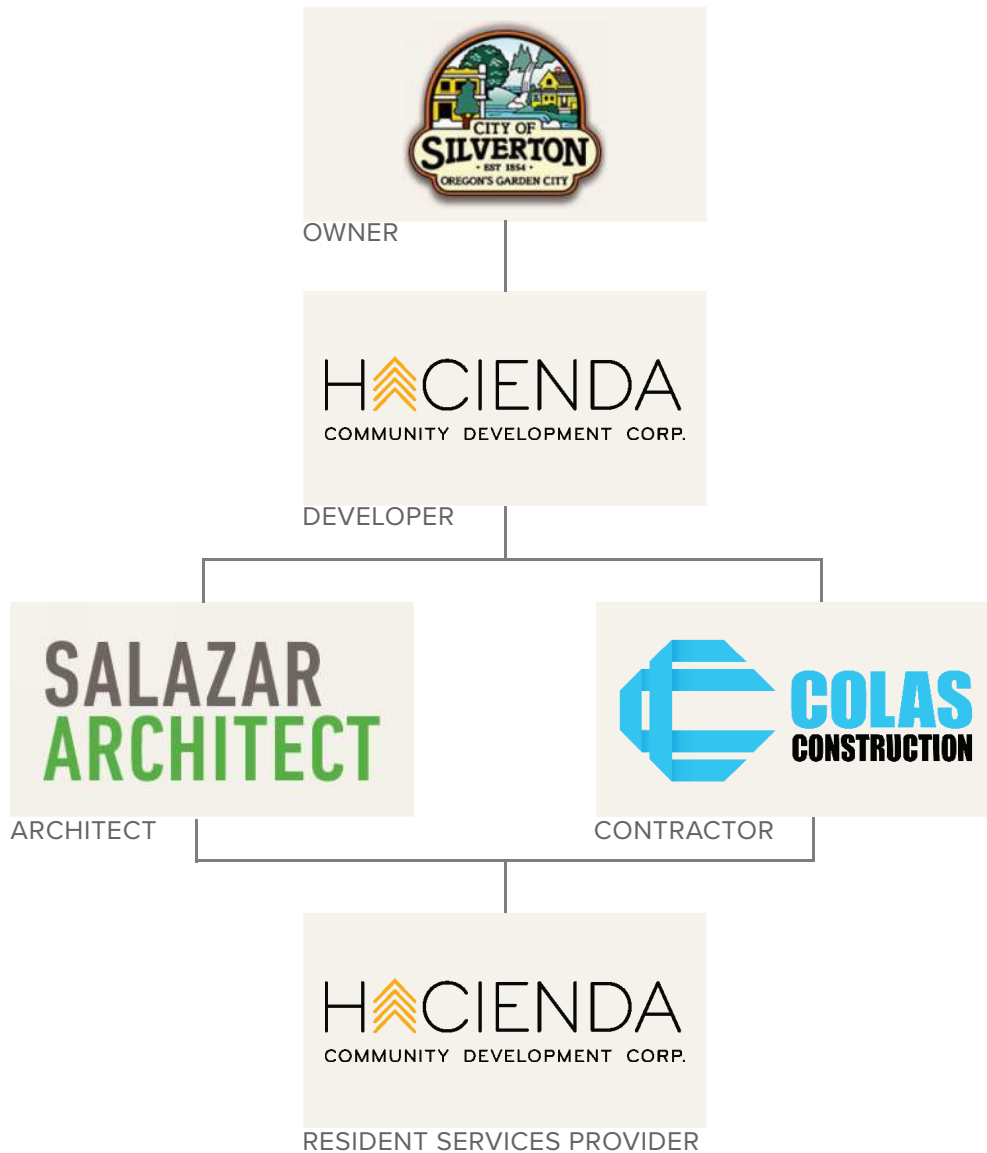 CITY OF
SILVERTON
• EST 1854 •
OREGON'S GARDEN CITY
OWNER
HACIENDA
COMMUNITY DEVELOPMENT CORP.
DEVELOPER
SALAZAR
ARCHITECT
ARCHITECT
COLAS
CONSTRUCTION
CONTRACTOR
HACIENDA
COMMUNITY DEVELOPMENT CORP.
RESIDENT SERVICES PROVIDER